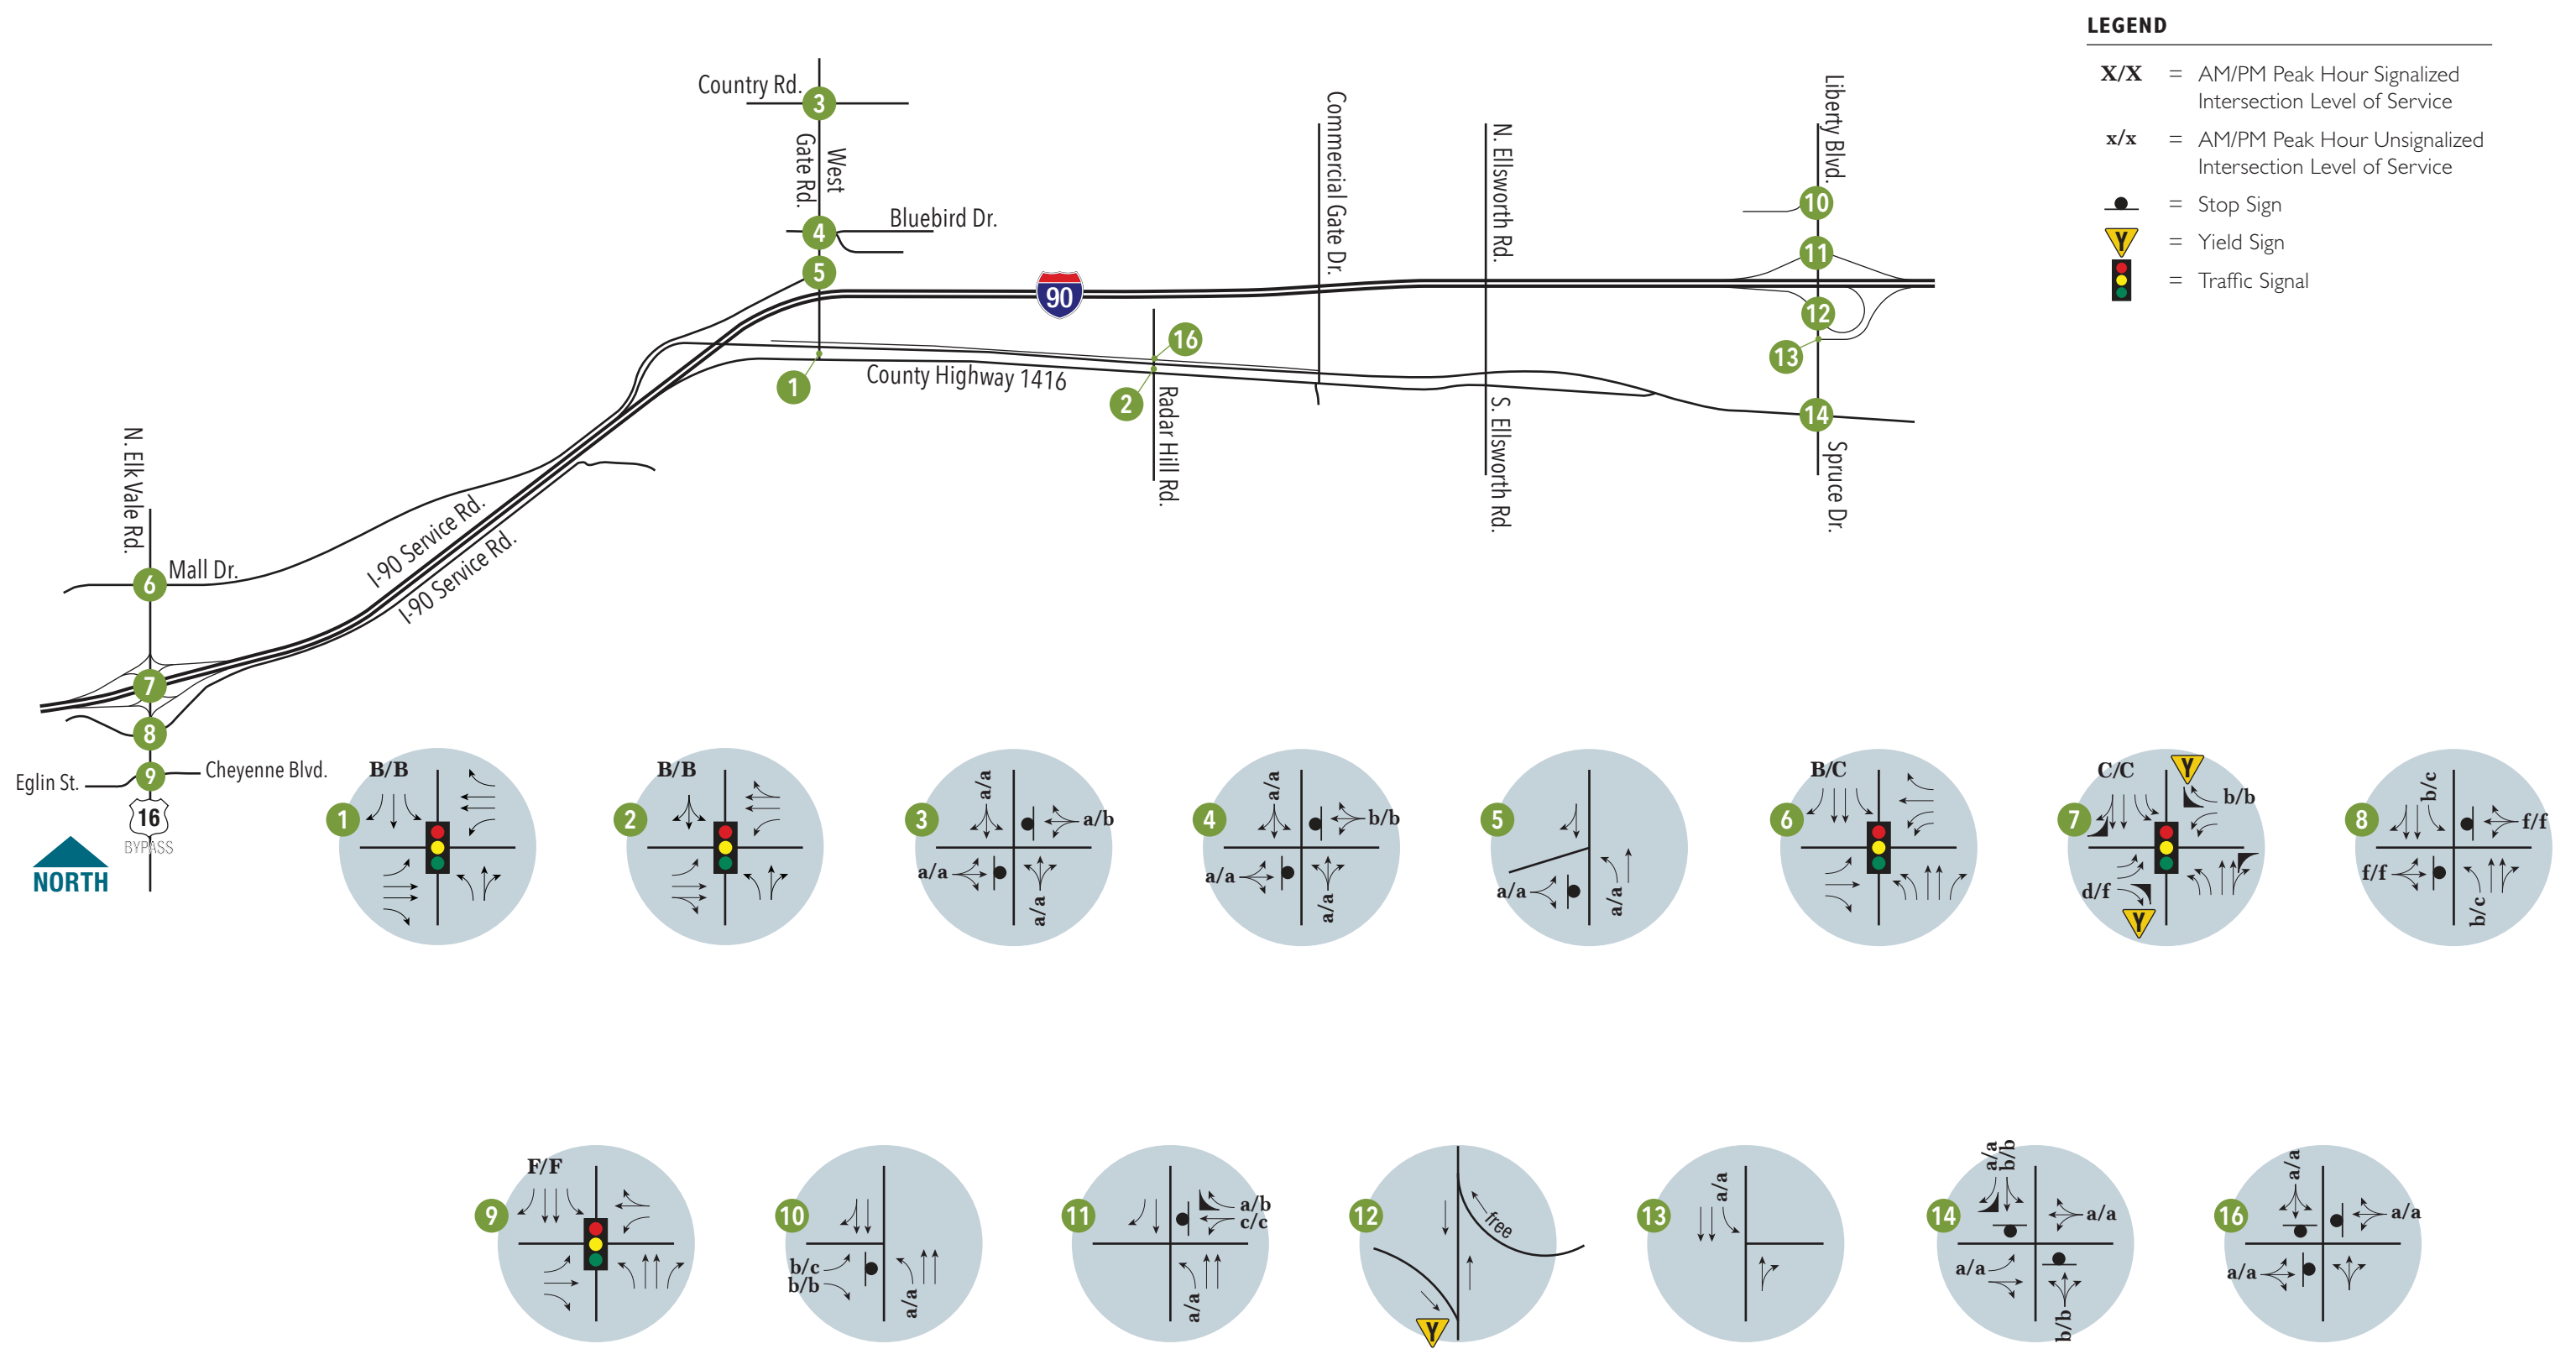 LEGEND
X/X = AM/PM Peak Hour Signalized
Intersection Level of Service
x/x = AM/PM Peak Hour Unsignalized
Intersection Level of Service
= Stop Sign
Y = Yield Sign
= Traffic Signal
Country Rd.
3
West
Gate Rd.
4
Bluebird Dr.
5
90
Commercial Gate Dr.
N. Ellsworth Rd.
Liberty Blvd.
10
11
12
13
16
1
2
County Highway 1416
Radar Hill Rd.
S. Ellsworth Rd.
14
Spruce Dr.
N. Elk Vale Rd.
6
Mall Dr.
I-90 Service Rd.
I-90 Service Rd.
7
8
9
Eglin St.
Cheyenne Blvd.
16
BYPASS
NORTH
1
B/B
2
B/B
3
a/a
a/b
a/a
a/a
4
a/a
b/b
a/a
a/a
5
a/a
a/a
6
B/C
7
C/C
Y
b/b
d/f
Y
8
b/c
f/f
f/f
b/c
9
F/F
10
b/c
b/b
a/a
11
a/b
c/c
a/a
12
free
Y
13
a/a
14
a/a
b/b
a/a
a/a
b/b
16
a/a
a/a
a/a